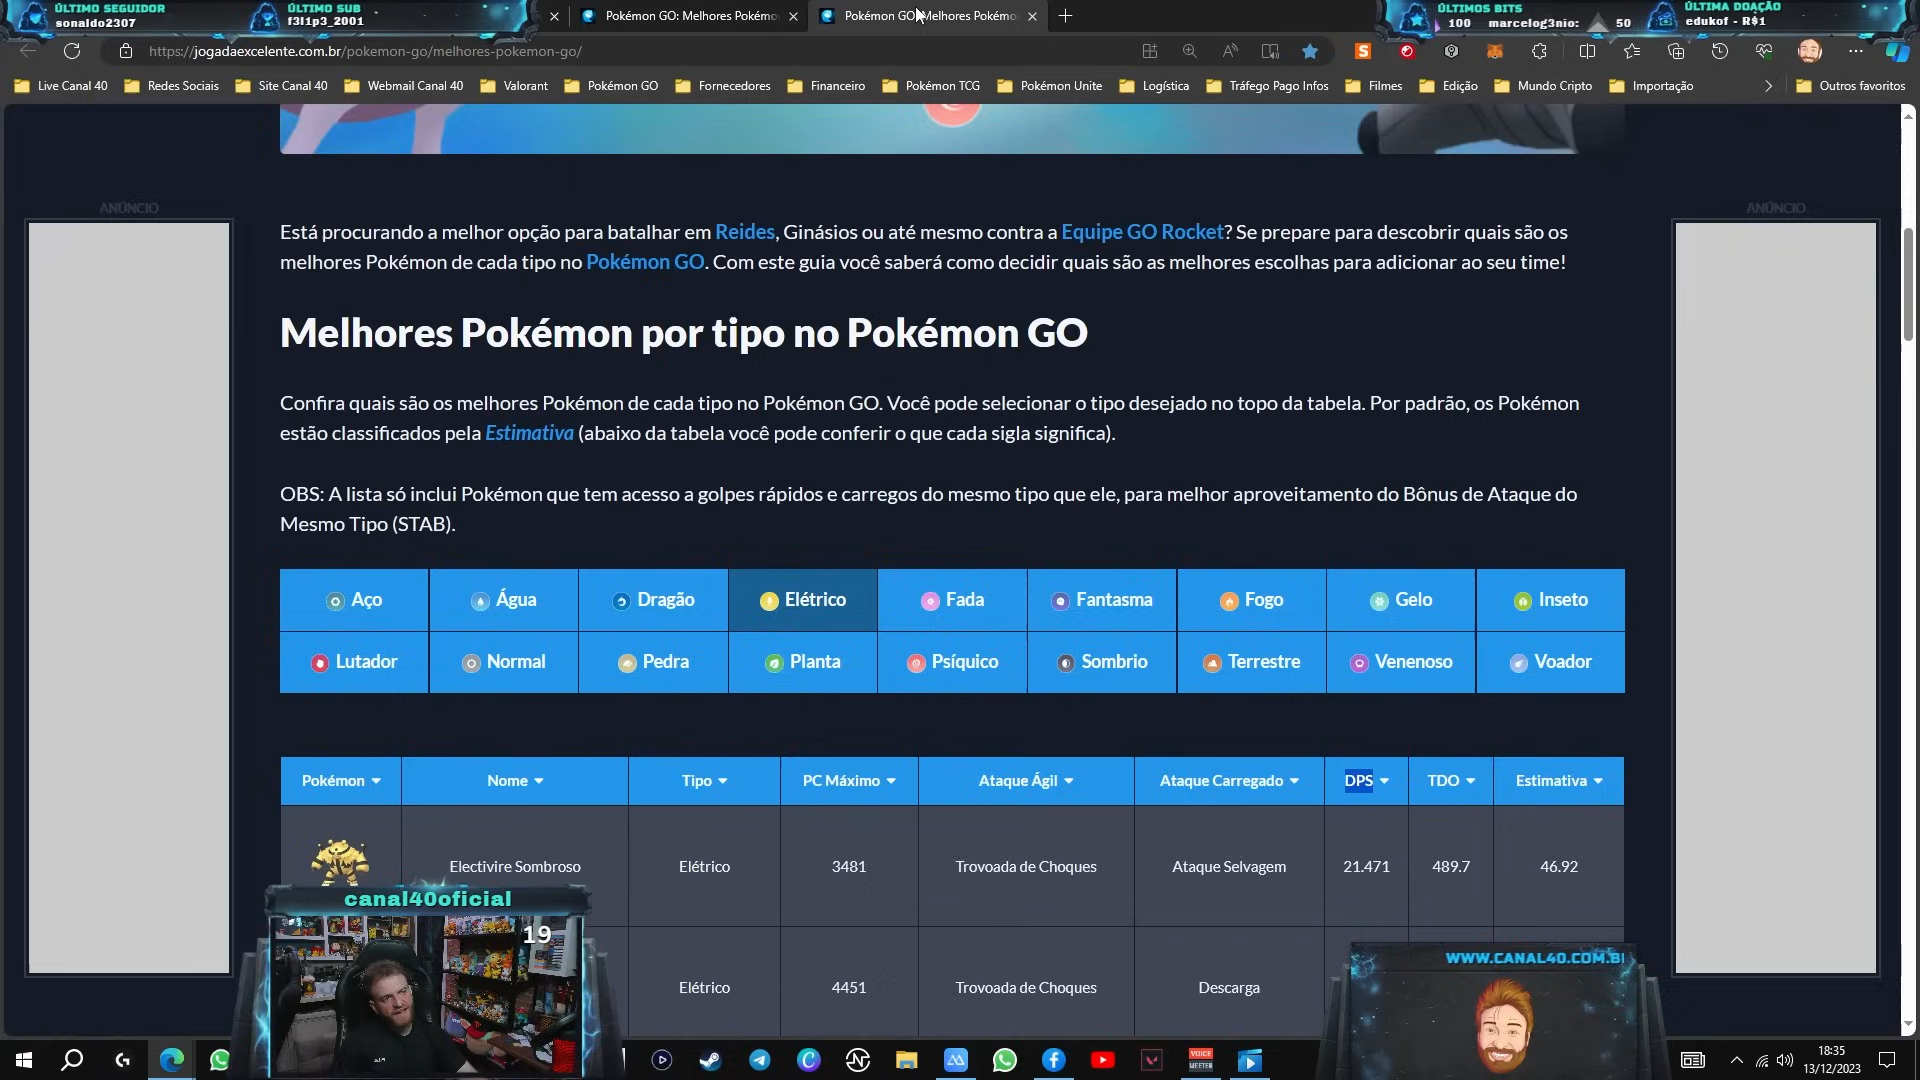 ÚLTIMO SEGUIDOR
sonaldo2307
ÚLTIMO SUB
f3l1p3_2001
Pokémon GO: Melhores Pokémo
Pokémon GO: Melhores Pokémo
ÚLTIMOS BITS
100 marcelog3nio: 50
ÚLTIMA DOAÇÃO
edukof - R$1
https://jogadaexcelente.com.br/pokemon-go/melhores-pokemon-go/
Live Canal 40
Redes Sociais
Site Canal 40
Webmail Canal 40
Valorant
Pokémon GO
Fornecedores
Financeiro
Pokémon TCG
Pokémon Unite
Logística
Tráfego Pago Infos
Filmes
Edição
Mundo Cripto
Importação
Outros favoritos
ANÚNCIO
ANÚNCIO
Está procurando a melhor opção para batalhar em Reides, Ginásios ou até mesmo contra a Equipe GO Rocket? Se prepare para descobrir quais são os
melhores Pokémon de cada tipo no Pokémon GO. Com este guia você saberá como decidir quais são as melhores escolhas para adicionar ao seu time!
Melhores Pokémon por tipo no Pokémon GO
Confira quais são os melhores Pokémon de cada tipo no Pokémon GO. Você pode selecionar o tipo desejado no topo da tabela. Por padrão, os Pokémon
estão classificados pela Estimativa (abaixo da tabela você pode conferir o que cada sigla significa).
OBS: A lista só inclui Pokémon que tem acesso a golpes rápidos e carregos do mesmo tipo que ele, para melhor aproveitamento do Bônus de Ataque do
Mesmo Tipo (STAB).
Aço Água Dragão Elétrico Fada Fantasma Fogo Gelo Inseto
Lutador Normal Pedra Planta Psíquico Sombrio Terrestre Venenoso Voador
Pokémon Nome Tipo PC Máximo Ataque Ágil Ataque Carregado DPS TDO Estimativa
Electivire Sombroso Elétrico 3481 Trovoada de Choques Ataque Selvagem 21.471 489.7 46.92
Elétrico 4451 Trovoada de Choques Descarga
canal40oficial
19
WWW.CANAL40.COM.B
VOICE
MEETER
18:35
13/12/2023